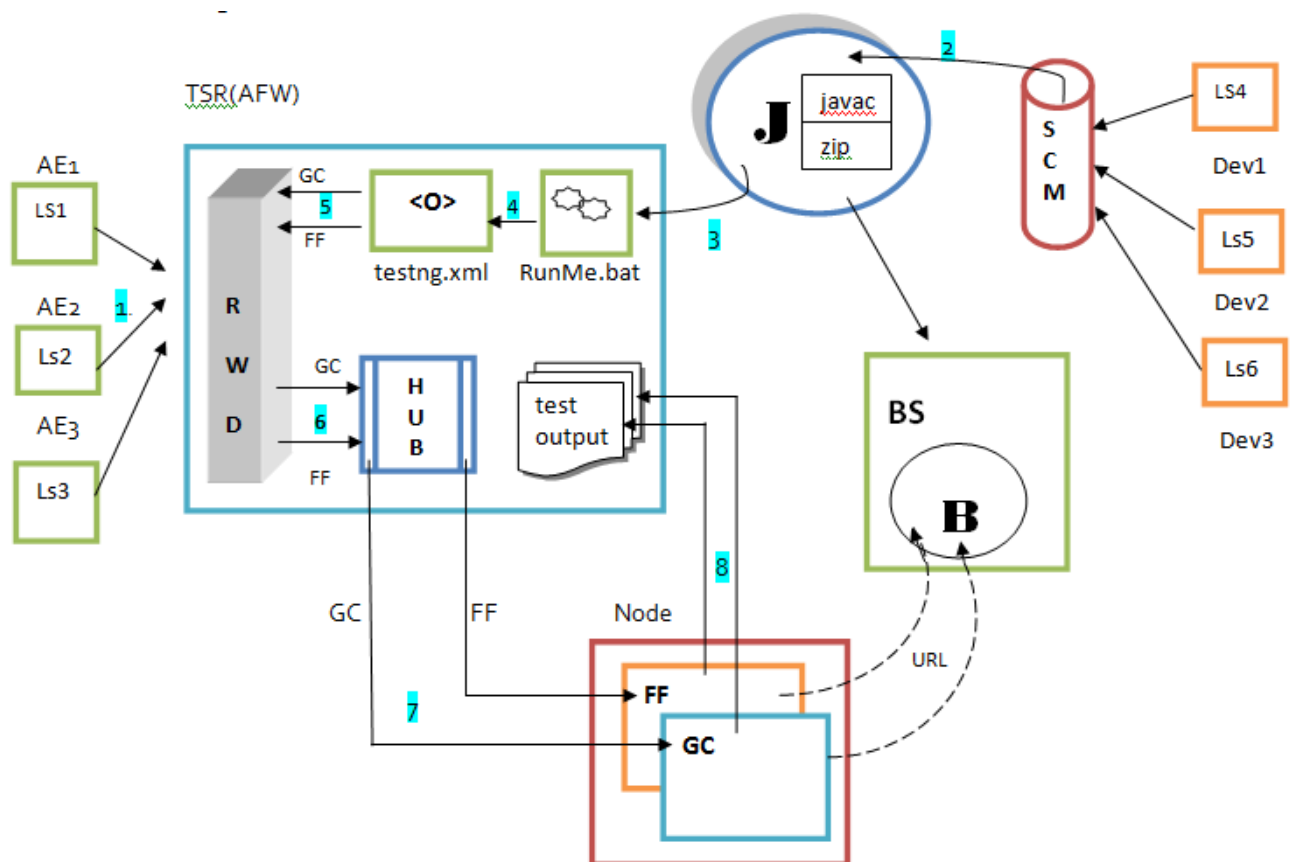 TSR(AFW)
AE1
LS1
AE2
1.
Ls2
AE3
Ls3
R
W
D
GC
5
FF
<O>
testng.xml
4
RunMe.bat
3
GC
6
FF
H
U
B
test
output
J
javac
zip
2
S
C
M
LS4
Dev1
Ls5
Dev2
Ls6
Dev3
BS
B
URL
8
GC
FF
7
Node
FF
GC